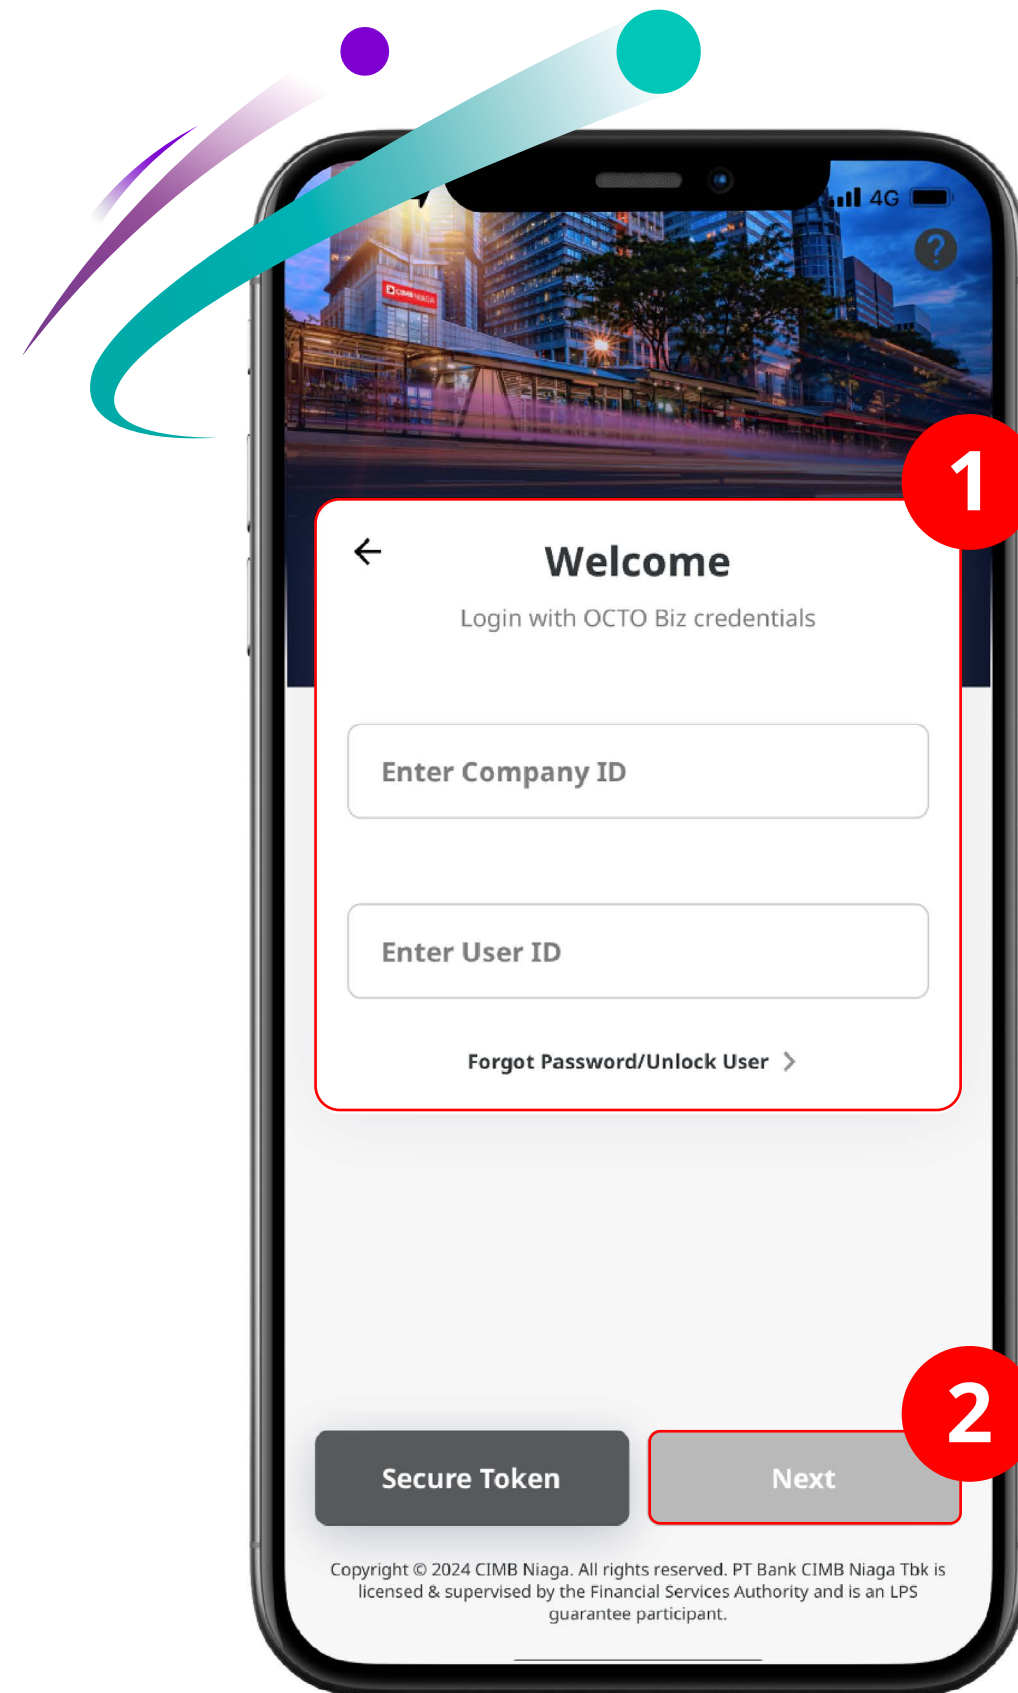 4G
?
CIMB NIAGA
1
Welcome
Login with OCTO Biz credentials
Enter Company ID
Enter User ID
Forgot Password/Unlock User
2
Secure Token
Next
Copyright © 2024 CIMB Niaga. All rights reserved. PT Bank CIMB Niaga Tbk is
licensed & supervised by the Financial Services Authority and is an LPS
guarantee participant.